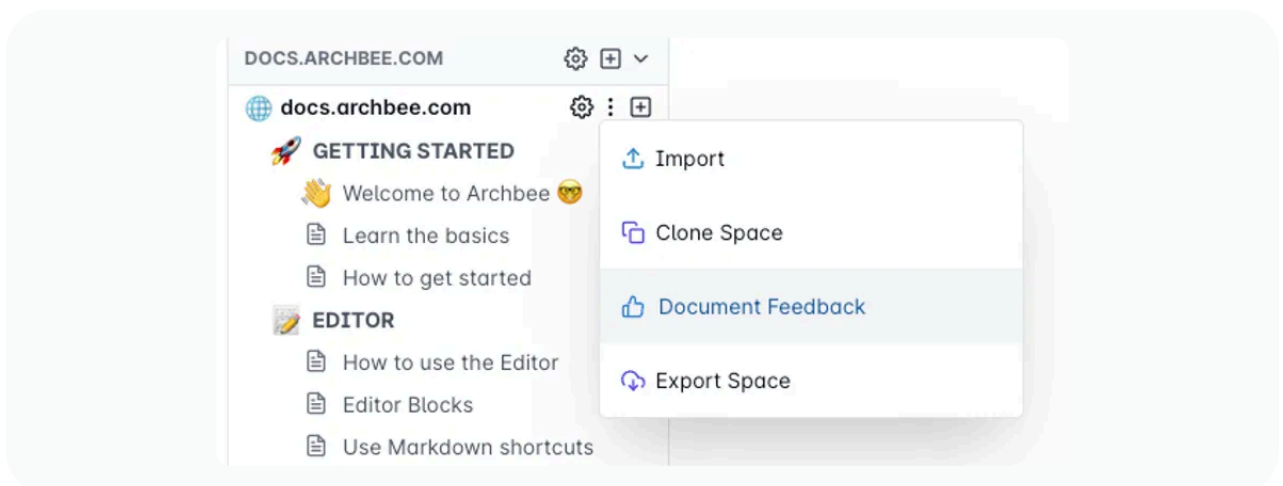 DOCS.ARCHBEE.COM
docs.archbee.com
GETTING STARTED
Welcome to Archbee 🤓
Learn the basics
How to get started
EDITOR
How to use the Editor
Editor Blocks
Use Markdown shortcuts
Import
Clone Space
Document Feedback
Export Space